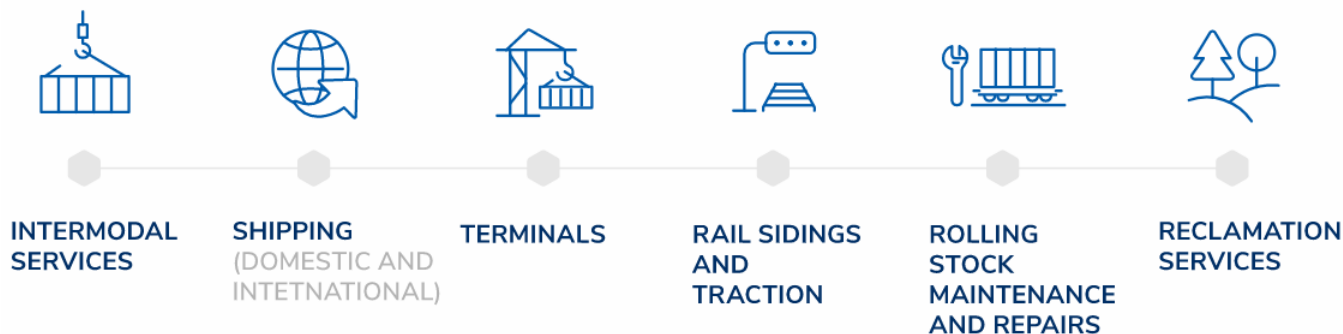 INTERMODAL
SERVICES
SHIPPING
(DOMESTIC AND
INTETNATIONAL)
TERMINALS
RAIL SIDINGS
AND
TRACTION
ROLLING
STOCK
MAINTENANCE
AND REPAIRS
RECLAMATION
SERVICES